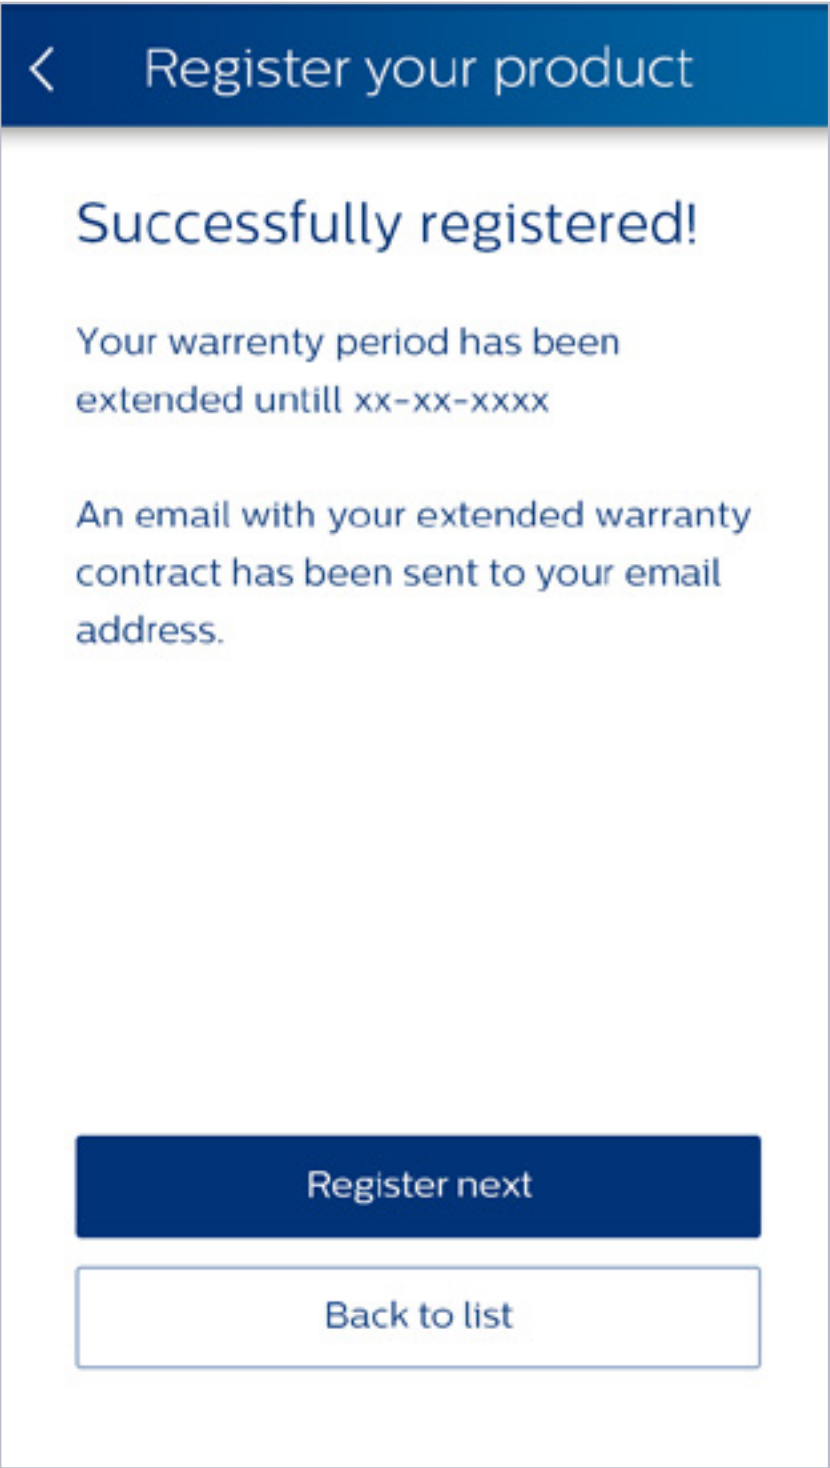 Register your product
Successfully registered!
Your warrenty period has been
extended untill xx-xx-xxxx
An email with your extended warranty
contract has been sent to your email
address.
Register next
Back to list